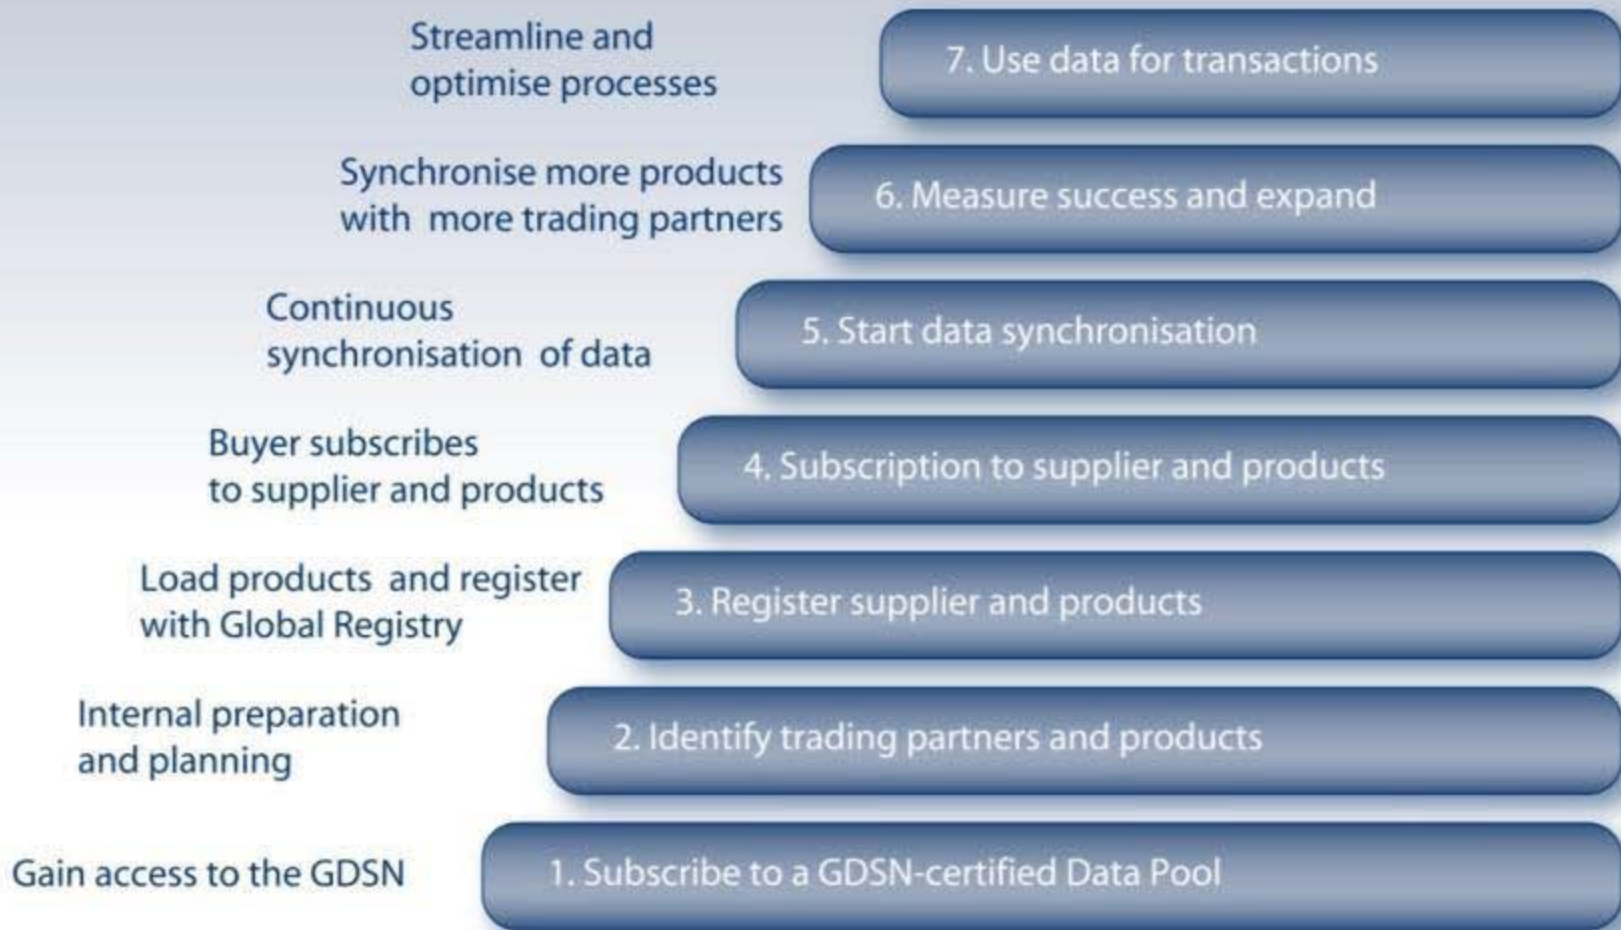 Streamline and
optimise processes
7. Use data for transactions
Synchronise more products
with more trading partners
6. Measure success and expand
Continuous
synchronisation of data
5. Start data synchronisation
Buyer subscribes
to supplier and products
4. Subscription to supplier and products
Load products and register
with Global Registry
3. Register supplier and products
Internal preparation
and planning
2. Identify trading partners and products
Gain access to the GDSN
1. Subscribe to a GDSN-certified Data Pool